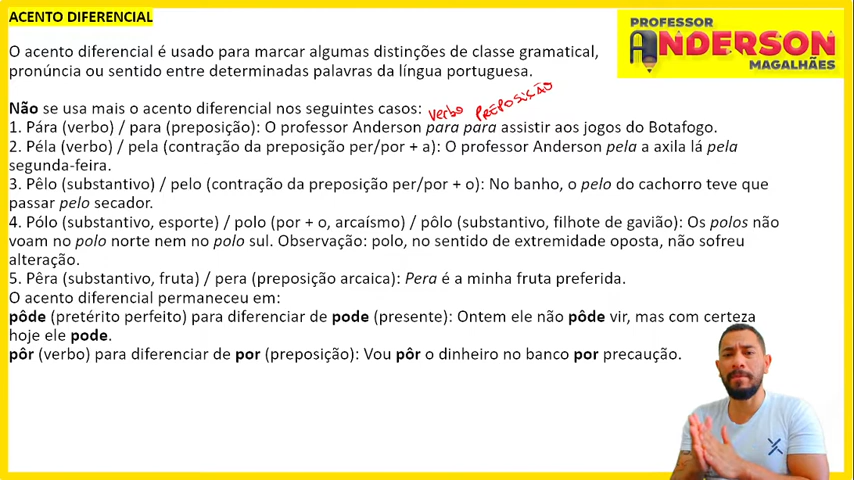 ACENTO DIFERENCIAL
PROFESSOR
ANDERSON
MAGALHÃES
O acento diferencial é usado para marcar algumas distinções de classe gramatical,
pronúncia ou sentido entre determinadas palavras da língua portuguesa.
Não se usa mais o acento diferencial nos seguintes casos: verbo PREPOSIÇÃO
1. Pára (verbo) / para (preposição): O professor Anderson para para assistir aos jogos do Botafogo.
2. Péla (verbo) / pela (contração da preposição per/por + a): O professor Anderson pela a axila lá pela
segunda-feira.
3. Pêlo (substantivo) / pelo (contração da preposição per/por + o): No banho, o pelo do cachorro teve que
passar pelo secador.
4. Pólo (substantivo, esporte) / polo (por + o, arcaísmo) / pôlo (substantivo, filhote de gavião): Os polos não
voam no polo norte nem no polo sul. Observação: polo, no sentido de extremidade oposta, não sofreu
alteração.
5. Pêra (substantivo, fruta) / pera (preposição arcaica): Pera é a minha fruta preferida.
O acento diferencial permaneceu em:
pôde (pretérito perfeito) para diferenciar de pode (presente): Ontem ele não pôde vir, mas com certeza
hoje ele pode.
pôr (verbo) para diferenciar de por (preposição): Vou pôr o dinheiro no banco por precaução.